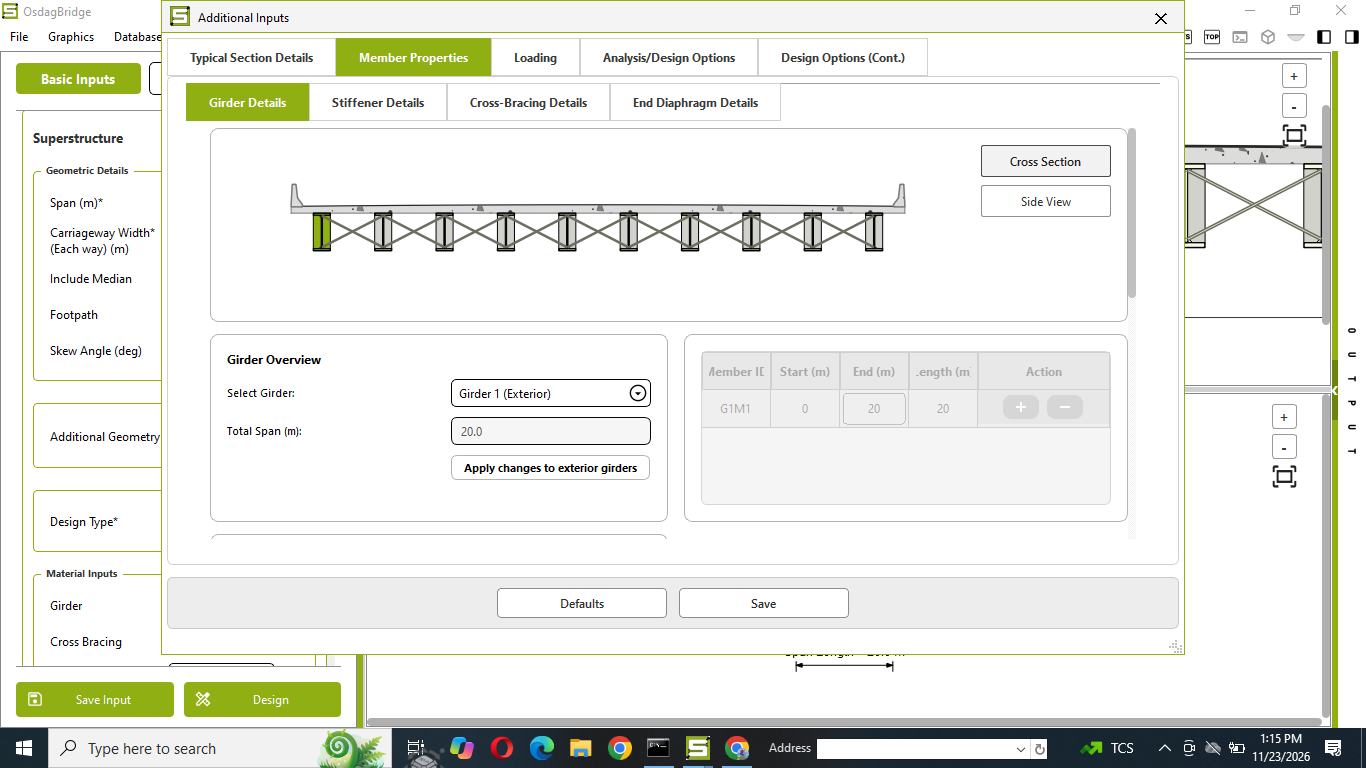 OsdagBridge
Additional Inputs
File
Graphics
Database
TOP
Typical Section Details
Member Properties
Loading
Analysis/Design Options
Design Options (Cont.)
Basic Inputs
Girder Details
Stiffener Details
Cross-Bracing Details
End Diaphragm Details
Superstructure
Geometric Details
Span (m)*
Carriageway Width*
(Each way) (m)
Include Median
Footpath
Skew Angle (deg)
Additional Geometry
Design Type*
Material Inputs
Girder
Cross Bracing
Save Input
Design
Cross Section
Side View
Girder Overview
Select Girder:
Girder 1 (Exterior)
Total Span (m):
20.0
Apply changes to exterior girders
Member ID Start (m) End (m) Length (m) Action
G1M1 0 20 20 + −
Defaults
Save
+
-
+
-
OUTPUT
Type here to search
Address
TCS
1:15 PM
11/23/2026